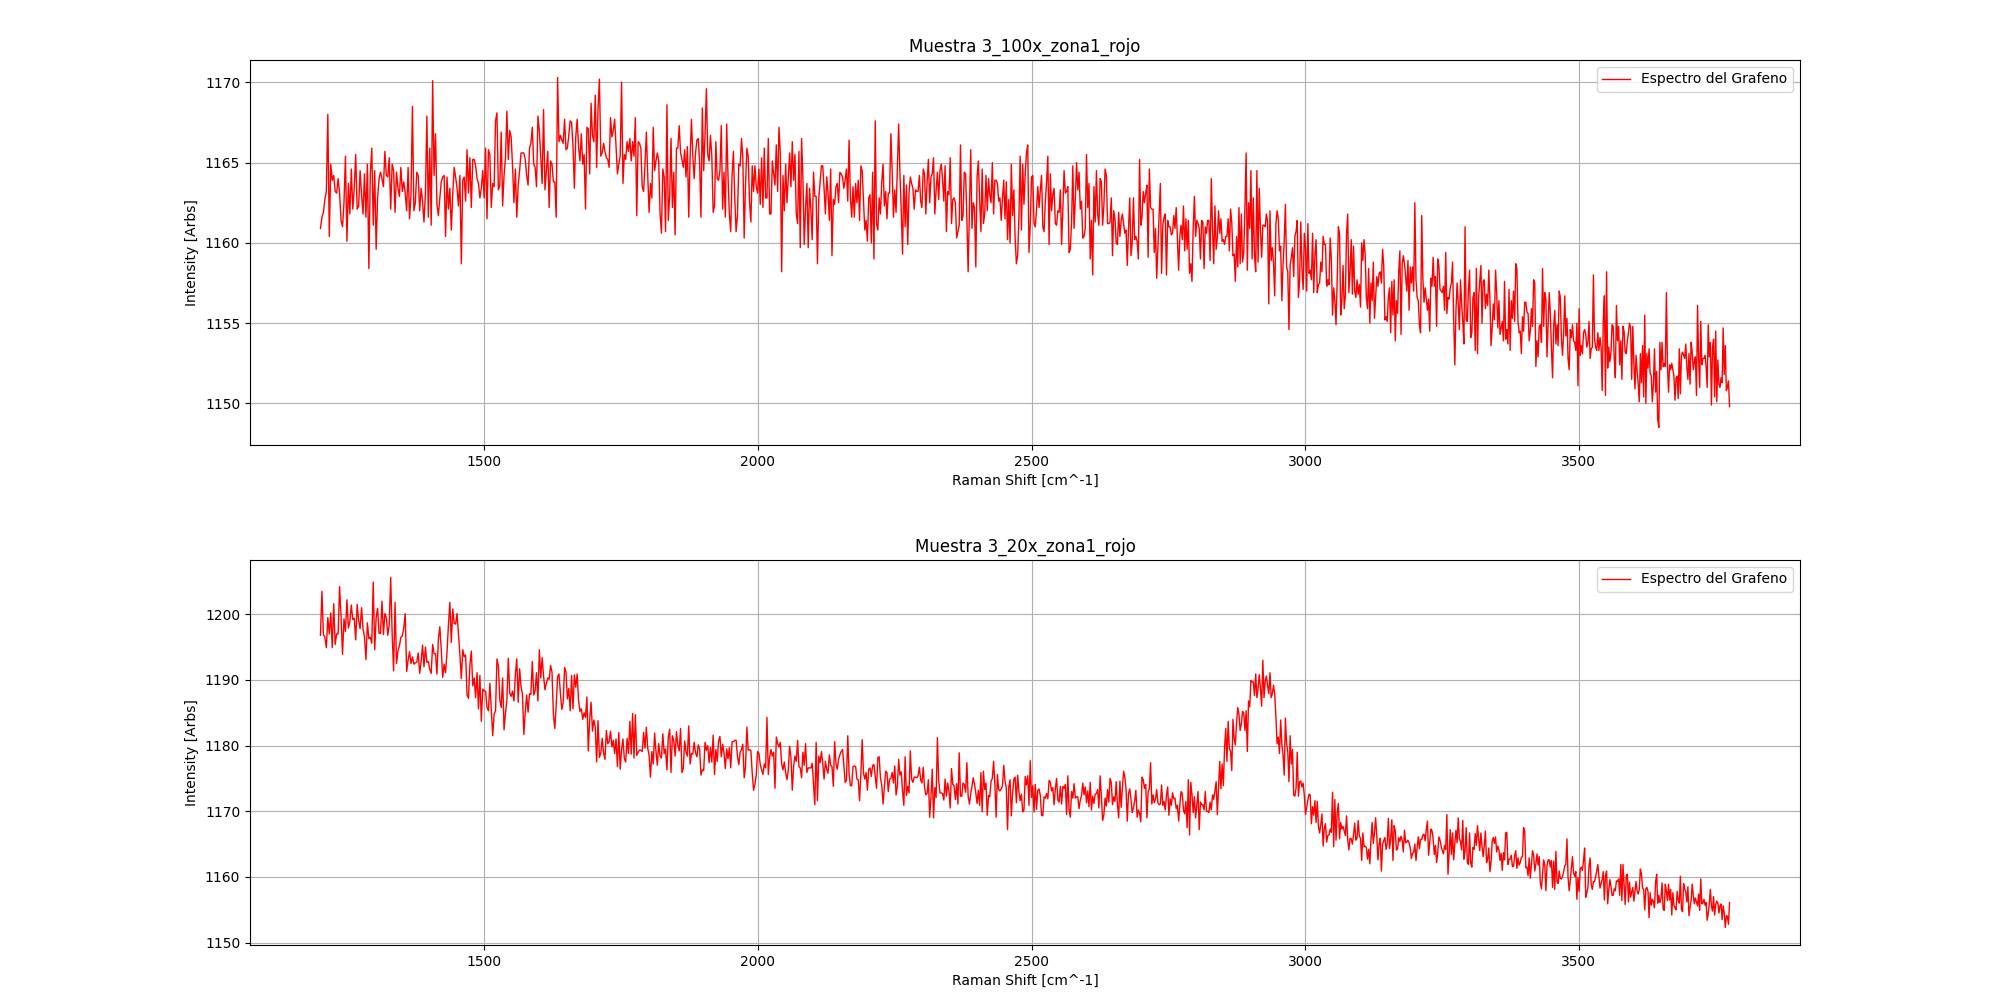 Muestra 3_100x_zona1_rojo
Espectro del Grafeno
Intensity [Arbs]
1170
1165
1160
1155
1150
1500 2000 2500 3000 3500
Raman Shift [cm^-1]
Muestra 3_20x_zona1_rojo
Espectro del Grafeno
Intensity [Arbs]
1200
1190
1180
1170
1160
1150
1500 2000 2500 3000 3500
Raman Shift [cm^-1]